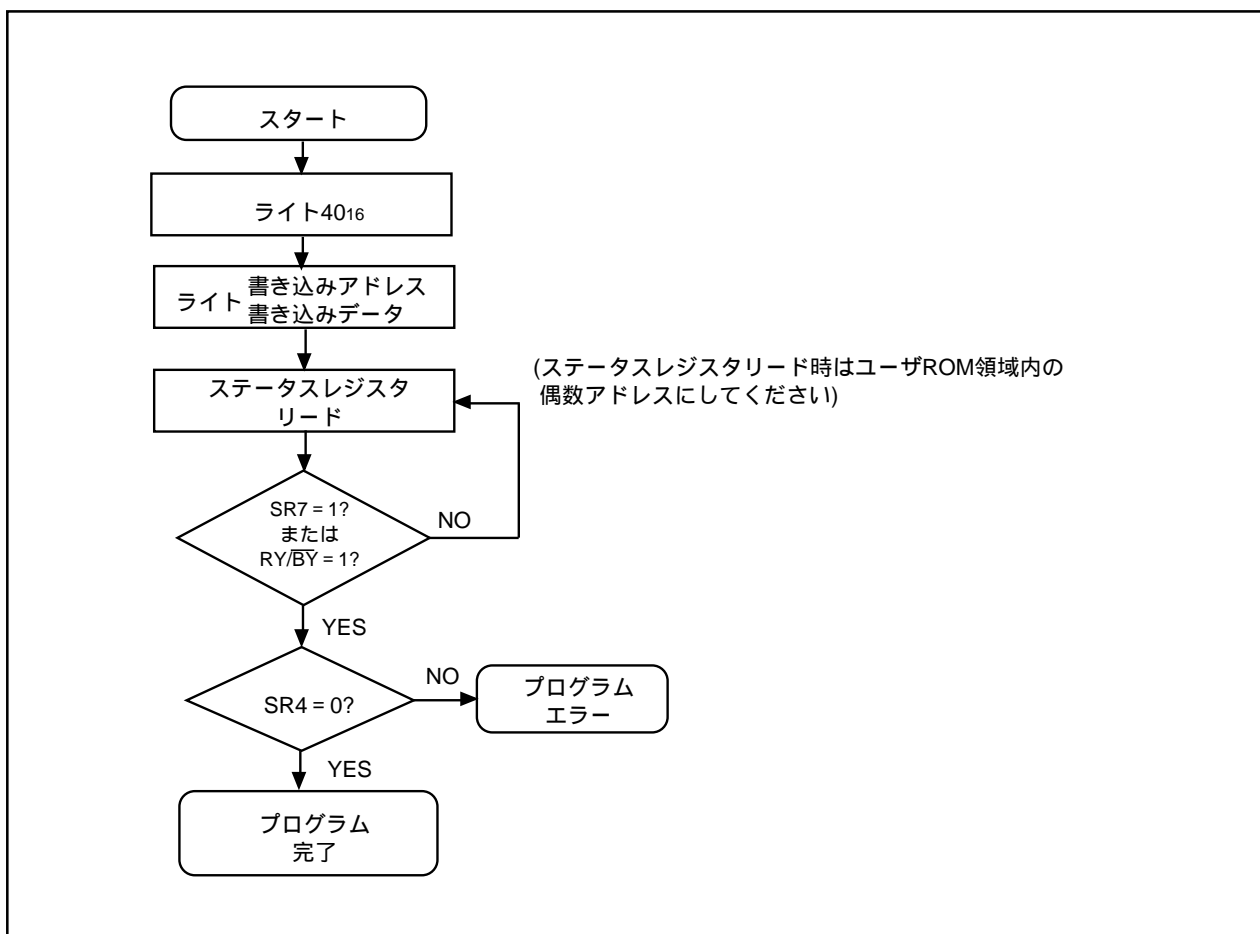 スタート
ライト40₁₆
ライト 書き込みアドレス
書き込みデータ
(ステータスレジスタリード時はユーザROM領域内の
偶数アドレスにしてください)
ステータスレジスタ
リード
SR7 = 1?
または
RY/B̅Y̅ = 1?
NO
YES
SR4 = 0?
NO
プログラム
エラー
YES
プログラム
完了